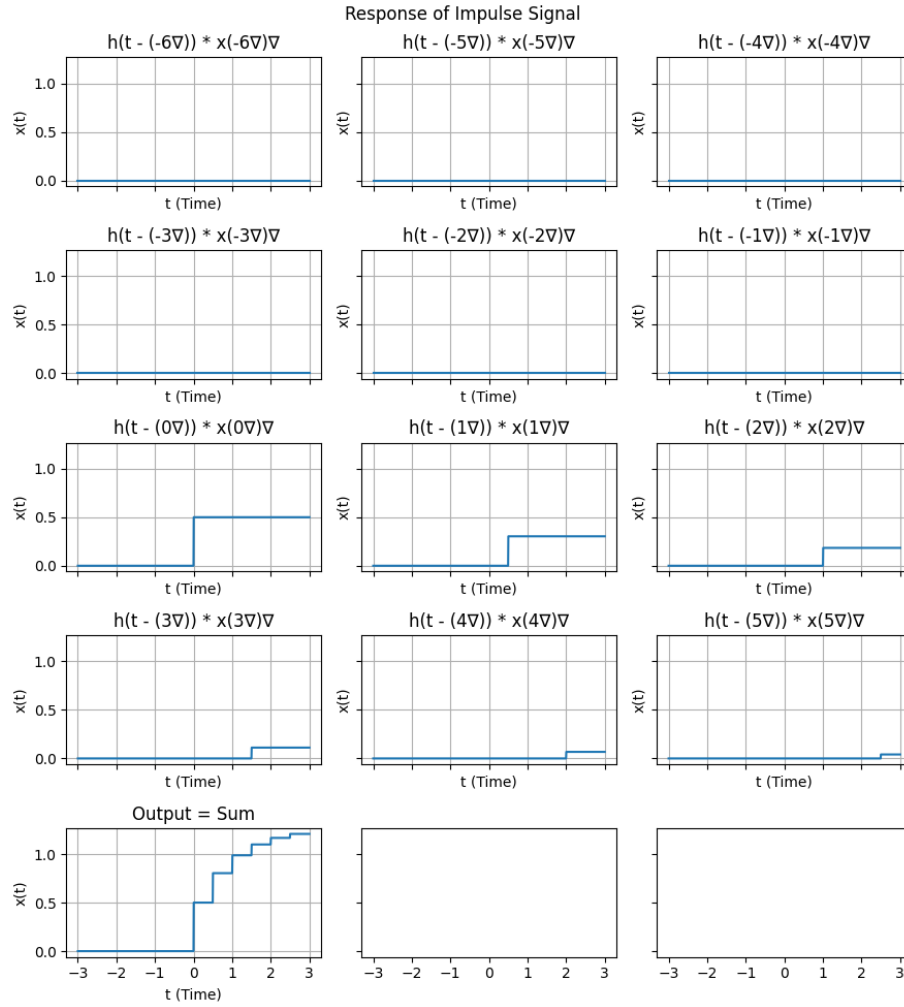 Response of Impulse Signal
h(t - (-6∇)) * x(-6∇)∇
h(t - (-5∇)) * x(-5∇)∇
h(t - (-4∇)) * x(-4∇)∇
1.0
0.5
0.0
x(t)
x(t)
x(t)
t (Time)
t (Time)
t (Time)
h(t - (-3∇)) * x(-3∇)∇
h(t - (-2∇)) * x(-2∇)∇
h(t - (-1∇)) * x(-1∇)∇
1.0
0.5
0.0
x(t)
x(t)
x(t)
t (Time)
t (Time)
t (Time)
h(t - (0∇)) * x(0∇)∇
h(t - (1∇)) * x(1∇)∇
h(t - (2∇)) * x(2∇)∇
1.0
0.5
0.0
x(t)
x(t)
x(t)
t (Time)
t (Time)
t (Time)
h(t - (3∇)) * x(3∇)∇
h(t - (4∇)) * x(4∇)∇
h(t - (5∇)) * x(5∇)∇
1.0
0.5
0.0
x(t)
x(t)
x(t)
t (Time)
t (Time)
t (Time)
Output = Sum
1.0
0.5
0.0
x(t)
−3 −2 −1 0 1 2 3
−3 −2 −1 0 1 2 3
−3 −2 −1 0 1 2 3
t (Time)